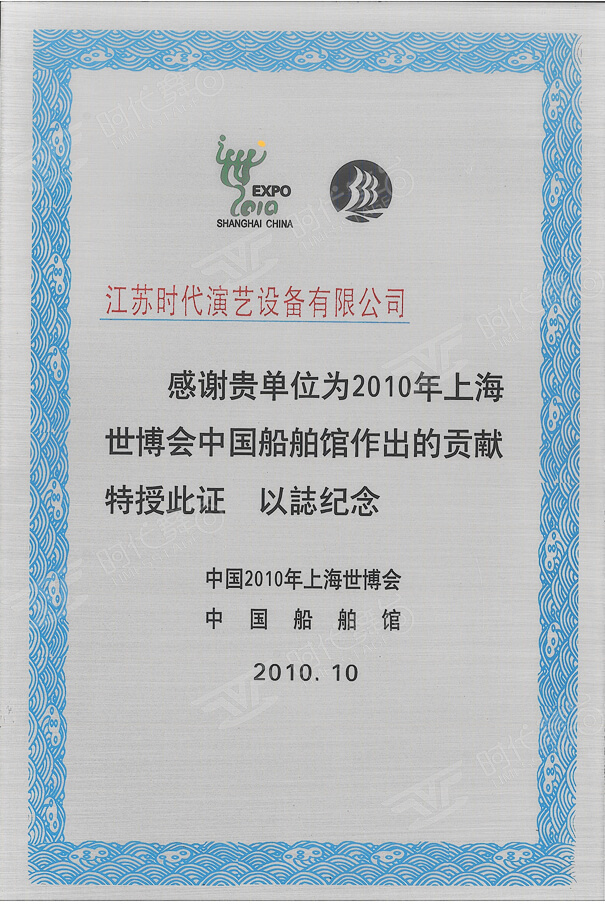 EXPO
2010
SHANGHAI CHINA
江苏时代演艺设备有限公司
感谢贵单位为2010年上海
世博会中国船舶馆作出的贡献
特授此证　以誌纪念
中国2010年上海世博会
中国船舶馆
2010.10